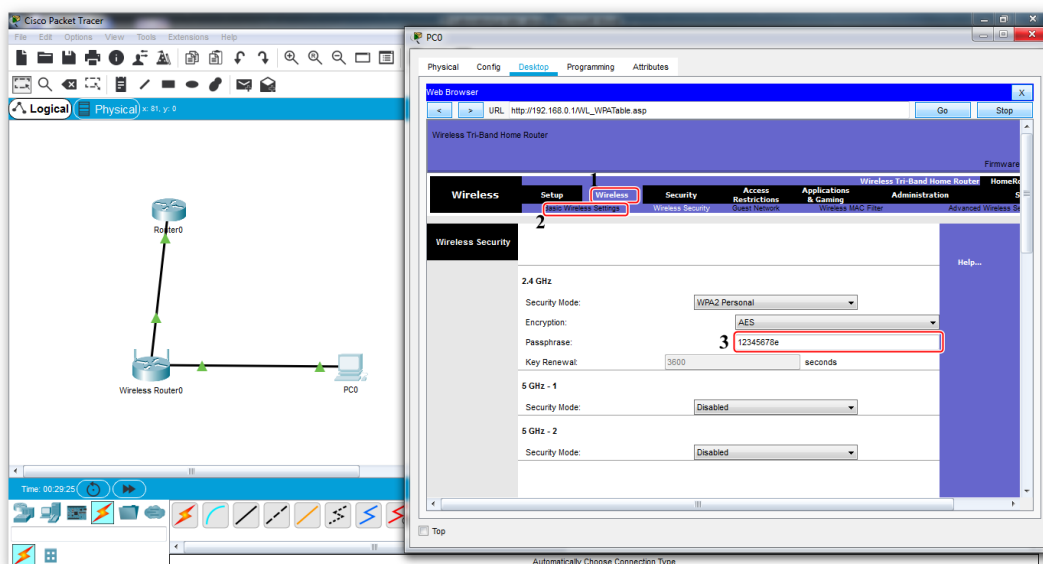 Cisco Packet Tracer
File Edit Options View Tools Extensions Help
Logical Physical x: 81, y: 0
Router0
Wireless Router0
PC0
Time: 00:29:25
Automatically Choose Connection Type
PC0
Physical Config Desktop Programming Attributes
Web Browser X
< > URL http://192.168.0.1/WL_WPATable.asp Go Stop
Wireless Tri-Band Home Router
Firmware
Wireless Tri-Band Home Router HomeRo
1
Wireless Setup Wireless Security Access Restrictions Applications & Gaming Administration S
2
Basic Wireless Settings Wireless Security Guest Network Wireless MAC Filter Advanced Wireless Se
Wireless Security
Help...
2.4 GHz
Security Mode: WPA2 Personal
Encryption: AES
Passphrase: 3 12345678e
Key Renewal: 3600 seconds
5 GHz - 1
Security Mode: Disabled
5 GHz - 2
Security Mode: Disabled
Top